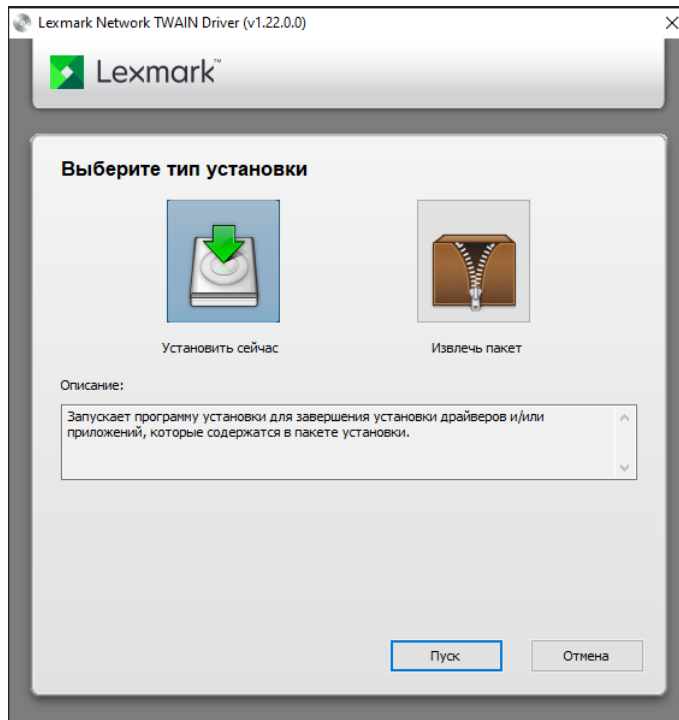 Lexmark Network TWAIN Driver (v1.22.0.0)
Lexmark™
Выберите тип установки
Установить сейчас
Извлечь пакет
Описание:
Запускает программу установки для завершения установки драйверов и/или
приложений, которые содержатся в пакете установки.
Пуск
Отмена